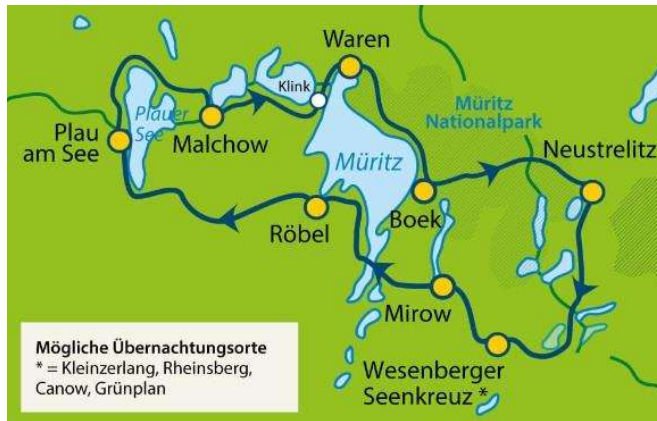 Waren
Klink
Plauer
See
Müritz
Nationalpark
Plau
am See
Malchow
Neustrelitz
Müritz
Röbel
Boek
Mirow
Wesenberger
Seenkreuz *
Mögliche Übernachtungsorte
* = Kleinzerlang, Rheinsberg,
Canow, Grünplan